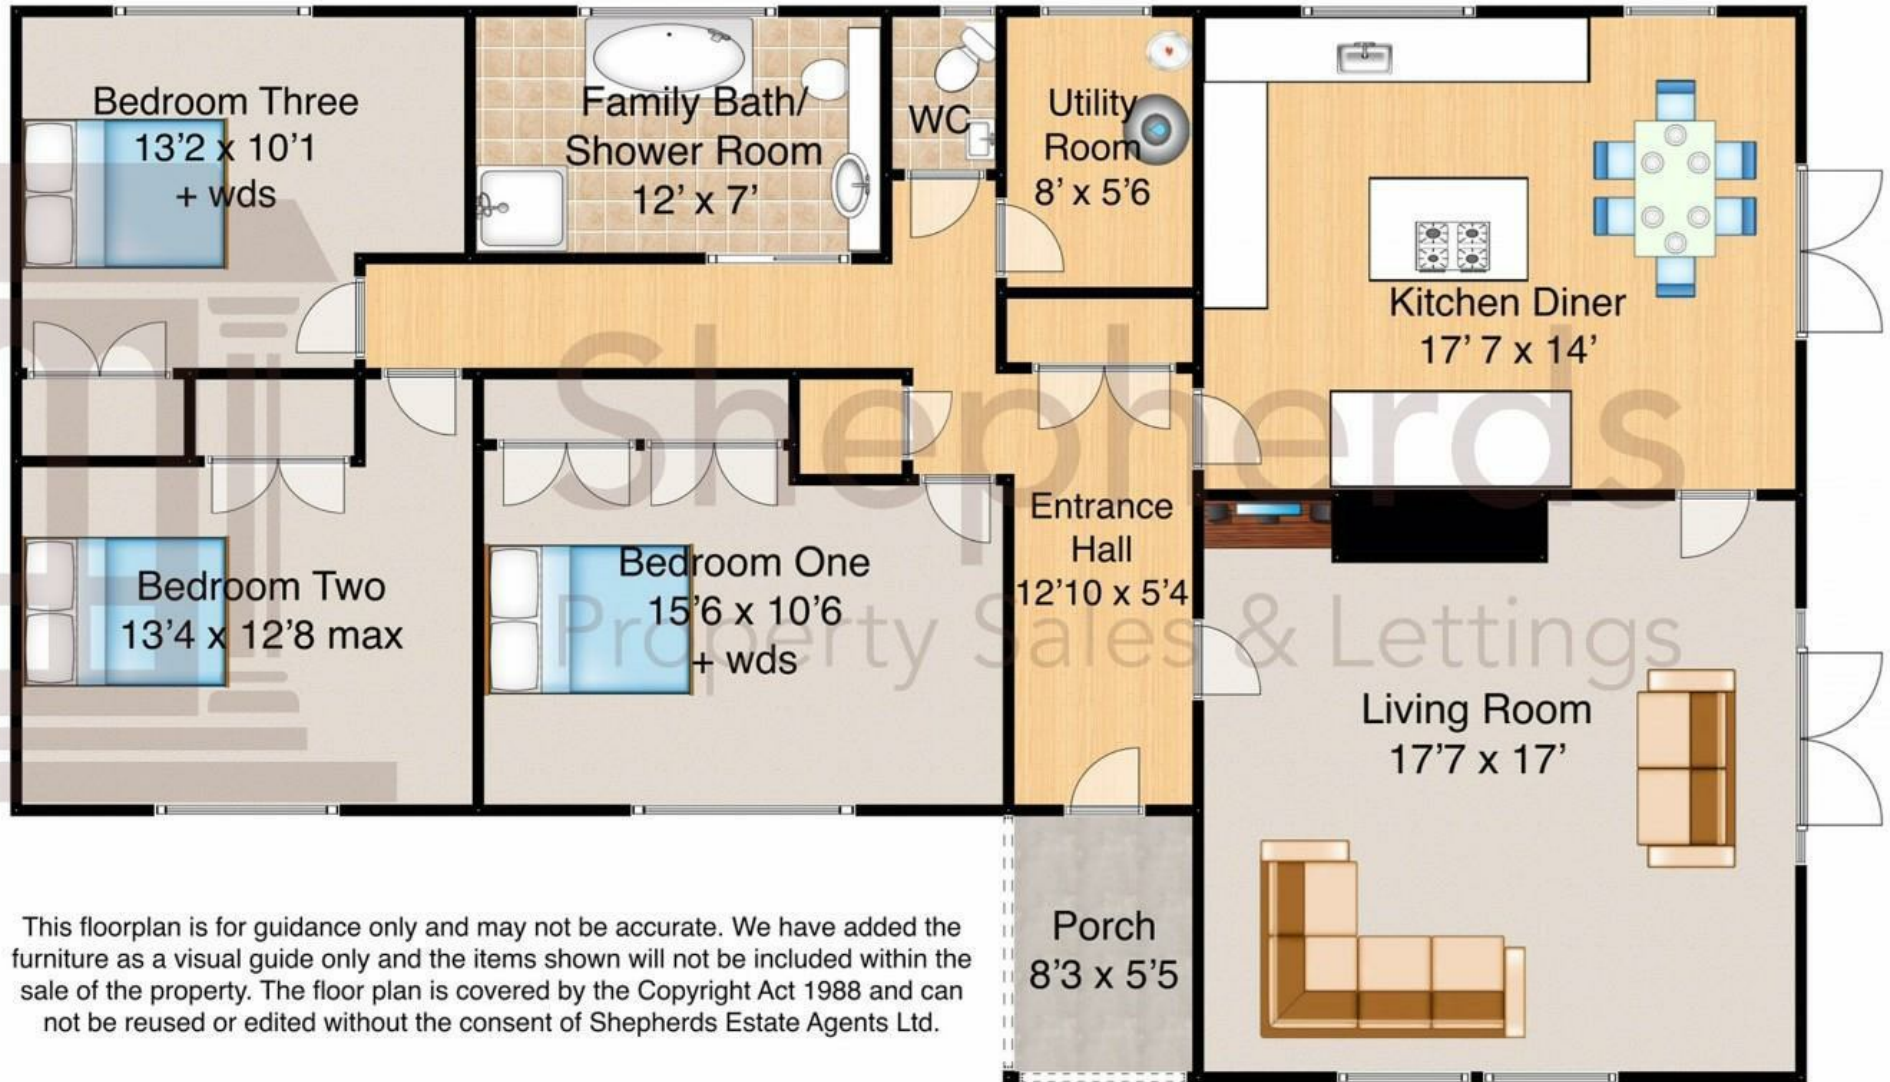 Bedroom Three
13'2 x 10'1
+ wds
Family Bath/
Shower Room
12' x 7'
WC
Utility
Room
8' x 5'6
Kitchen Diner
17' 7 x 14'
Shepherds
Property Sales & Lettings
Bedroom Two
13'4 x 12'8 max
Bedroom One
15'6 x 10'6
+ wds
Entrance
Hall
12'10 x 5'4
Living Room
17'7 x 17'
Porch
8'3 x 5'5
This floorplan is for guidance only and may not be accurate. We have added the
furniture as a visual guide only and the items shown will not be included within the
sale of the property. The floor plan is covered by the Copyright Act 1988 and can
not be reused or edited without the consent of Shepherds Estate Agents Ltd.